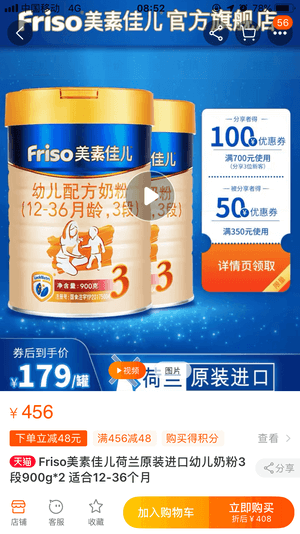 中国移动 4G 08:52 78%
Friso美素佳儿 官方旗舰店
56
分享者得
100元 优惠券
满700元使用
(分享3位新客)
被分享者得
50元 优惠券
满350元使用
详情页领取
Friso美素佳儿
幼儿配方奶粉
(12-36月龄,3段)
净含量:900克
3
券后到手价
¥179/罐
荷兰原装进口
视频
图片
¥456
下单立减48元
满456减48
购买得积分
查看
天猫 Friso美素佳儿荷兰原装进口幼儿奶粉3
段900g*2 适合12-36个月
分享
店铺
客服
收藏
加入购物车
立即购买
折后 ¥ 408